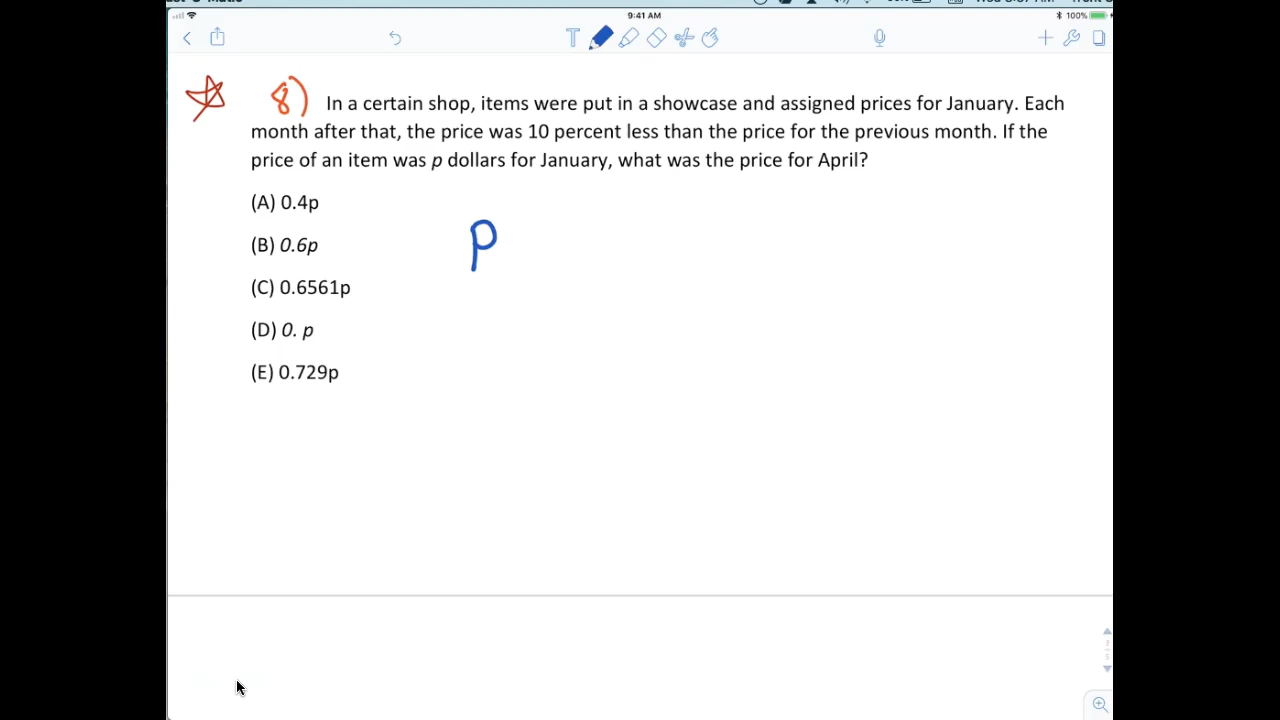 9:41 AM
100%
T
8) In a certain shop, items were put in a showcase and assigned prices for January. Each
month after that, the price was 10 percent less than the price for the previous month. If the
price of an item was p dollars for January, what was the price for April?
(A) 0.4p
(B) 0.6p
(C) 0.6561p
(D) 0. p
(E) 0.729p
p